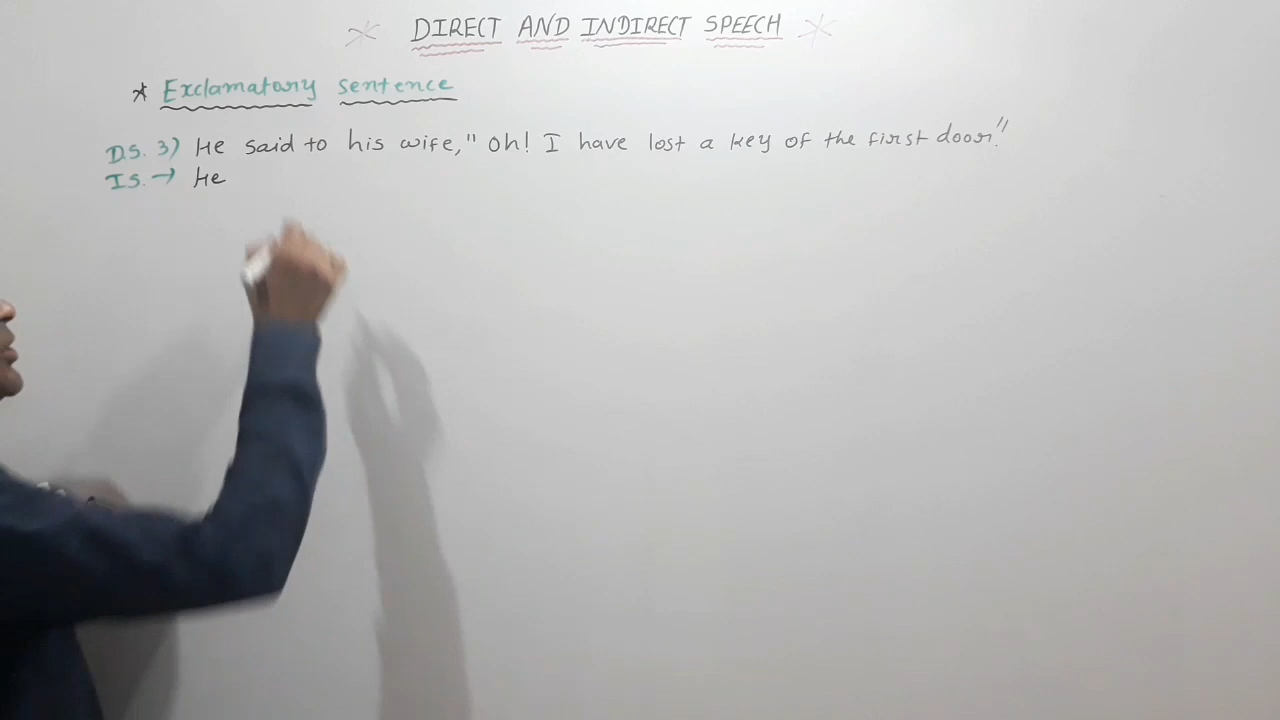 DIRECT AND INDIRECT SPEECH
* Exclamatory sentence
D.S. 3) He said to his wife," Oh! I have lost a key of the first door."
I.S. → He